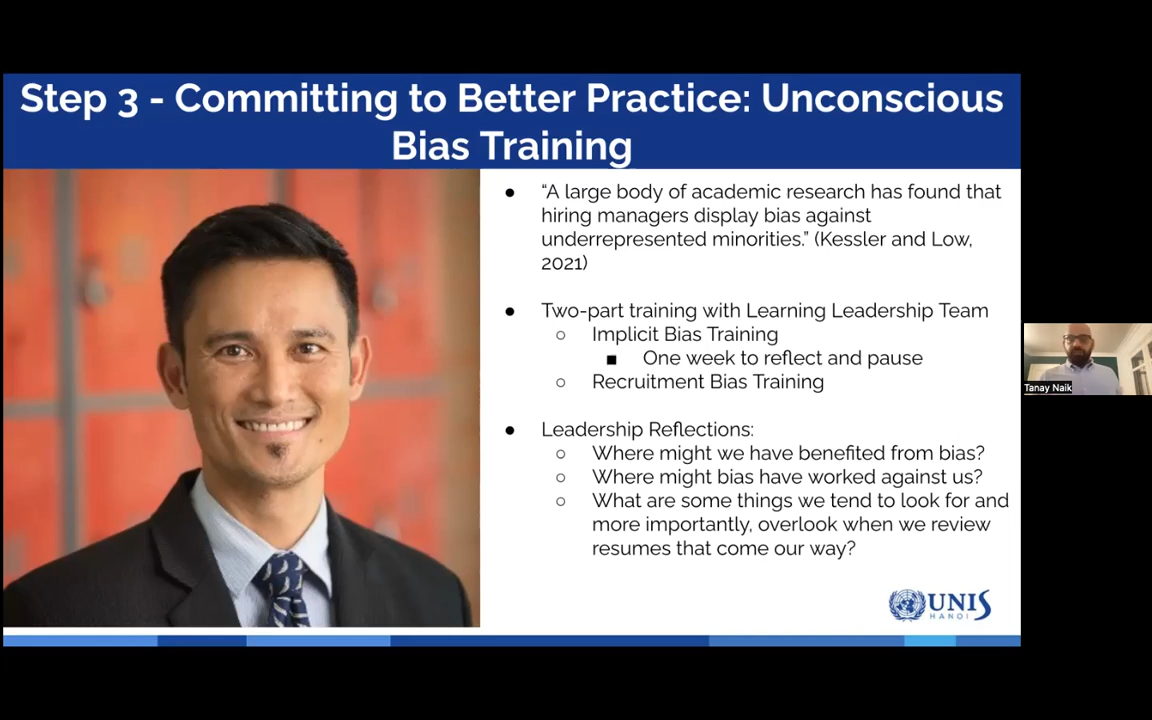 Step 3 - Committing to Better Practice: Unconscious
Bias Training
● “A large body of academic research has found that
hiring managers display bias against
underrepresented minorities.” (Kessler and Low,
2021)
● Two-part training with Learning Leadership Team
○ Implicit Bias Training
■ One week to reflect and pause
○ Recruitment Bias Training
● Leadership Reflections:
○ Where might we have benefited from bias?
○ Where might bias have worked against us?
○ What are some things we tend to look for and
more importantly, overlook when we review
resumes that come our way?
UNIS
HANOI
Tanay Naik